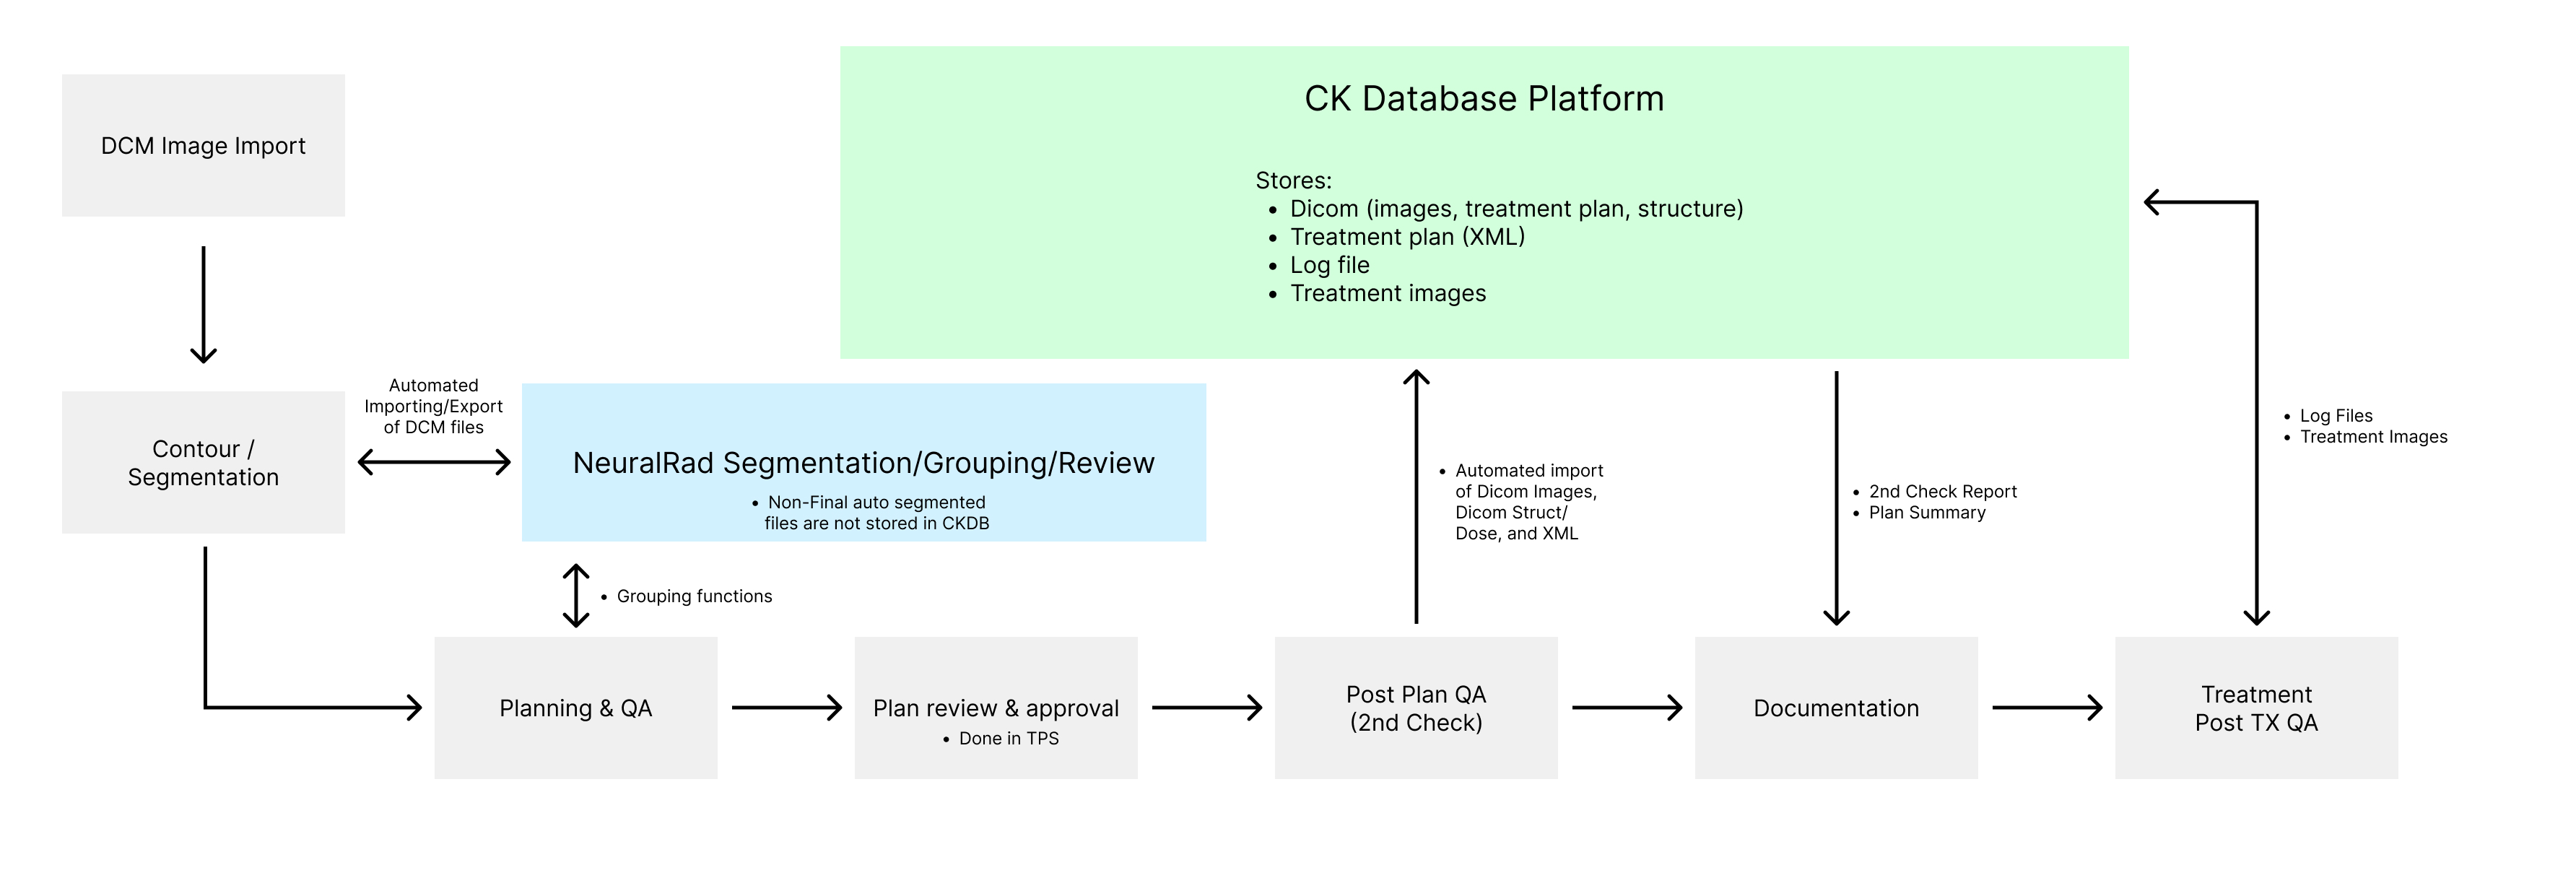 DCM Image Import
CK Database Platform
Stores:
• Dicom (images, treatment plan, structure)
• Treatment plan (XML)
• Log file
• Treatment images
Contour /
Segmentation
Automated
Importing/Export
of DCM files
NeuralRad Segmentation/Grouping/Review
• Non-Final auto segmented
files are not stored in CKDB
• Grouping functions
• Automated import
of Dicom Images,
Dicom Struct/
Dose, and XML
• 2nd Check Report
• Plan Summary
• Log Files
• Treatment Images
Planning & QA
Plan review & approval
• Done in TPS
Post Plan QA
(2nd Check)
Documentation
Treatment
Post TX QA